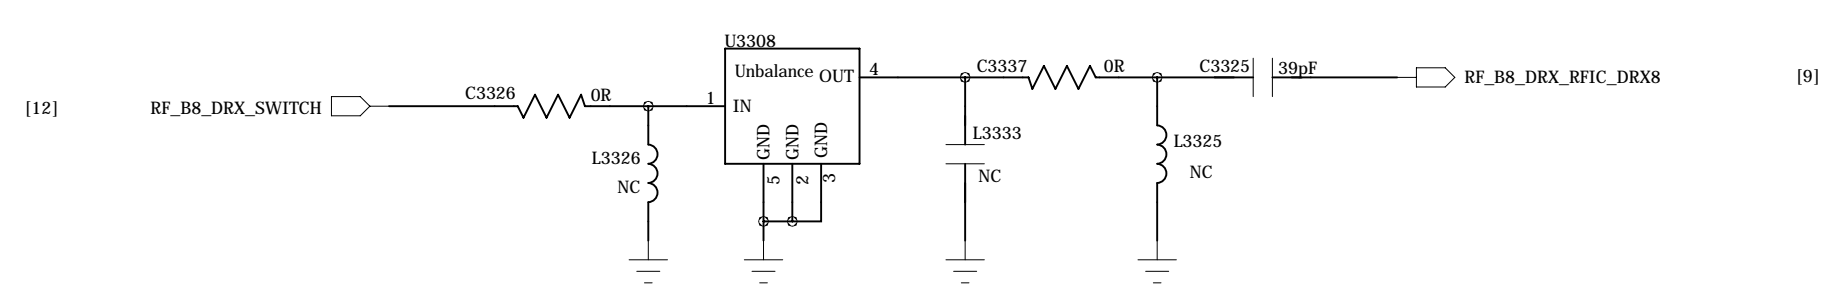 U3308
Unbalance
OUT
4
C3337
0R
C3325
39pF
RF_B8_DRX_RFIC_DRX8
[9]
[12]
RF_B8_DRX_SWITCH
C3326
0R
1
IN
GND
GND
GND
L3333
NC
L3325
NC
L3326
NC
5
2
3